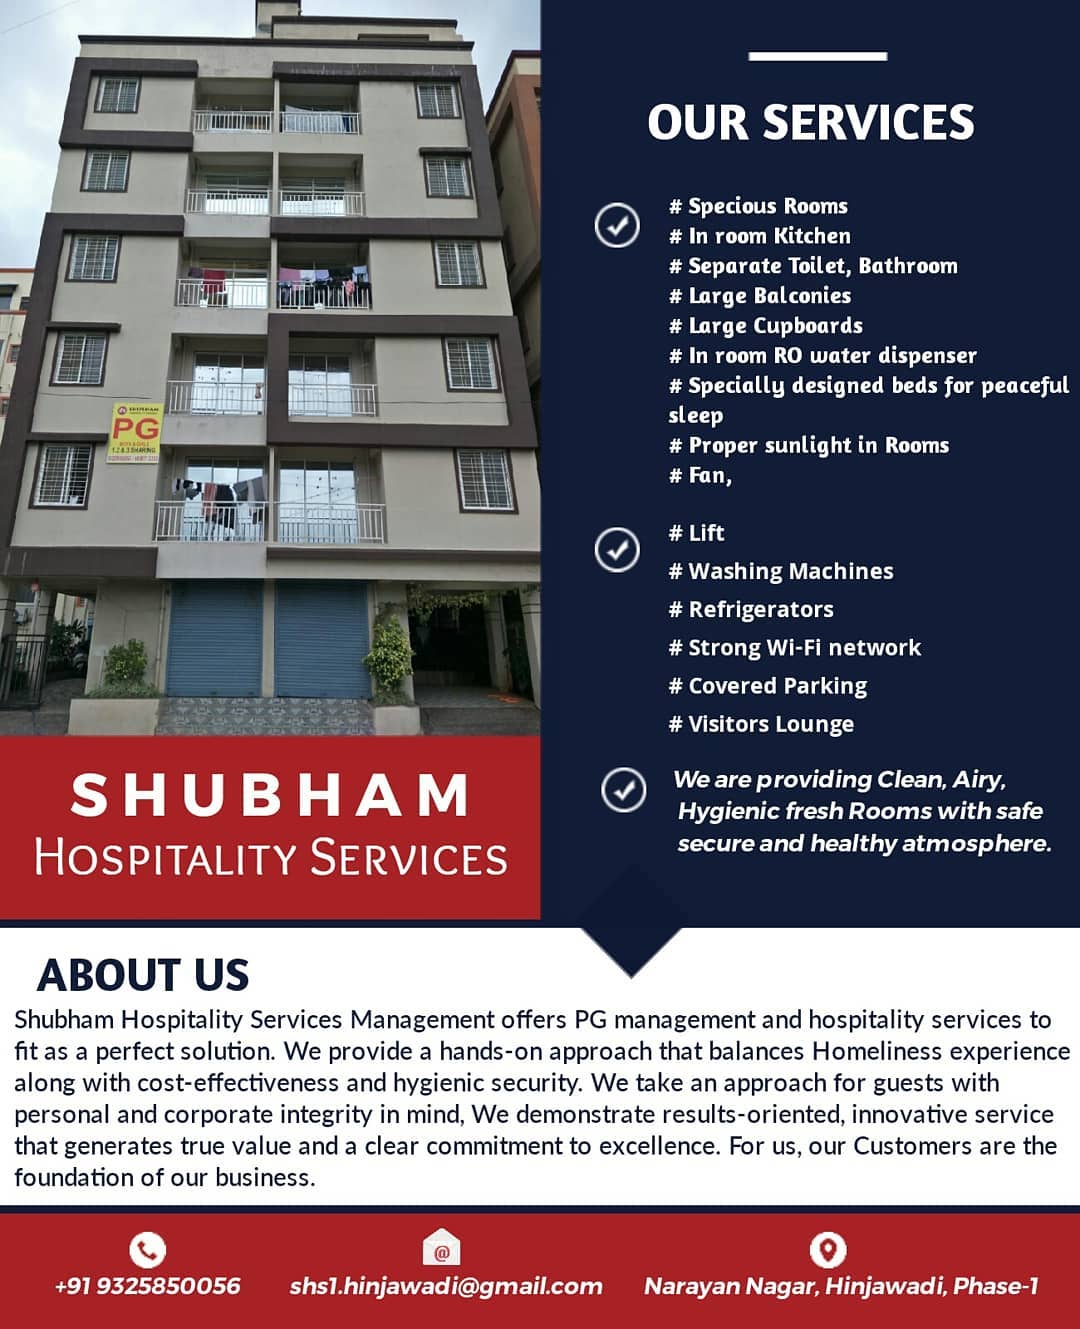 SHUBHAM
PG
1,2 & 3 SHARING
SHUBHAM
HOSPITALITY SERVICES
OUR SERVICES
# Specious Rooms
# In room Kitchen
# Separate Toilet, Bathroom
# Large Balconies
# Large Cupboards
# In room RO water dispenser
# Specially designed beds for peaceful
sleep
# Proper sunlight in Rooms
# Fan,
# Lift
# Washing Machines
# Refrigerators
# Strong Wi-Fi network
# Covered Parking
# Visitors Lounge
We are providing Clean, Airy,
Hygienic fresh Rooms with safe
secure and healthy atmosphere.
ABOUT US
Shubham Hospitality Services Management offers PG management and hospitality services to
fit as a perfect solution. We provide a hands-on approach that balances Homeliness experience
along with cost-effectiveness and hygienic security. We take an approach for guests with
personal and corporate integrity in mind, We demonstrate results-oriented, innovative service
that generates true value and a clear commitment to excellence. For us, our Customers are the
foundation of our business.
+91 9325850056
shs1.hinjawadi@gmail.com
Narayan Nagar, Hinjawadi, Phase-1